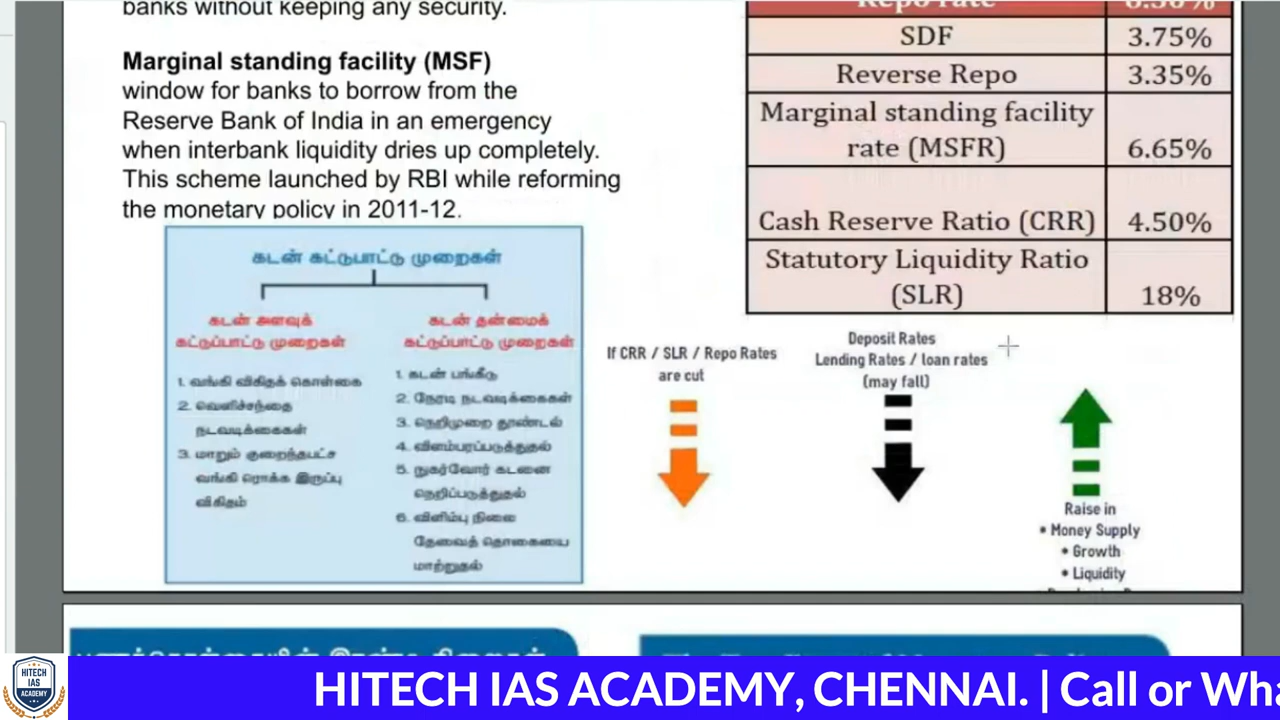 banks without keeping any security.
Marginal standing facility (MSF)
window for banks to borrow from the
Reserve Bank of India in an emergency
when interbank liquidity dries up completely.
This scheme launched by RBI while reforming
the monetary policy in 2011-12.
Repo rate
SDF 3.75%
Reverse Repo 3.35%
Marginal standing facility
rate (MSFR) 6.65%
Cash Reserve Ratio (CRR) 4.50%
Statutory Liquidity Ratio
(SLR) 18%
கடன் கட்டுபாட்டு முறைகள்
கடன் அளவுக்
கட்டுப்பாட்டு முறைகள்
1. வங்கி விகிதக் கொள்கை
2. வெளிச்சந்தை
நடவடிக்கைகள்
3. மாறும் குறைந்தபட்ச
வங்கி ரொக்க இருப்பு
விகிதம்
கடன் தன்மைக்
கட்டுப்பாட்டு முறைகள்
1. கடன் பங்கீடு
2. நேரடி நடவடிக்கைகள்
3. நெறிமுறை தூண்டல்
4. விளம்பரப்படுத்துதல்
5. நுகர்வோர் கடனை
நெறிப்படுத்துதல்
6. விளிம்பு நிலை
தேவைத் தொகையை
மாற்றுதல்
If CRR / SLR / Repo Rates
are cut
Deposit Rates
Lending Rates / loan rates
(may fall)
Raise in
• Money Supply
• Growth
• Liquidity
HITECH
IAS
ACADEMY
HITECH IAS ACADEMY, CHENNAI. | Call or Wha